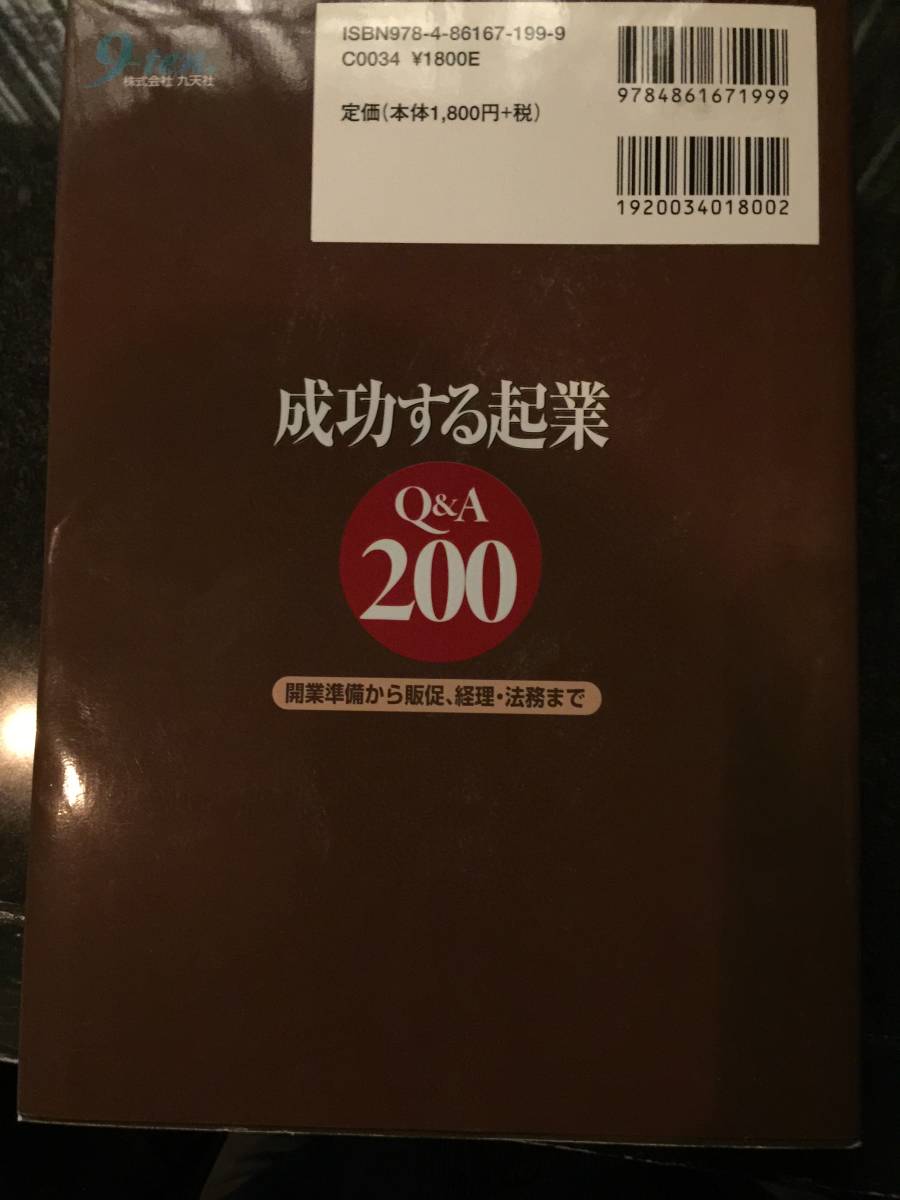 9-ten.
株式会社 九天社
ISBN978-4-86167-199-9
C0034 ¥1800E
定価(本体1,800円+税)
9784861671999
1920034018002
成功する起業
Q&A
200
開業準備から販促、経理・法務まで